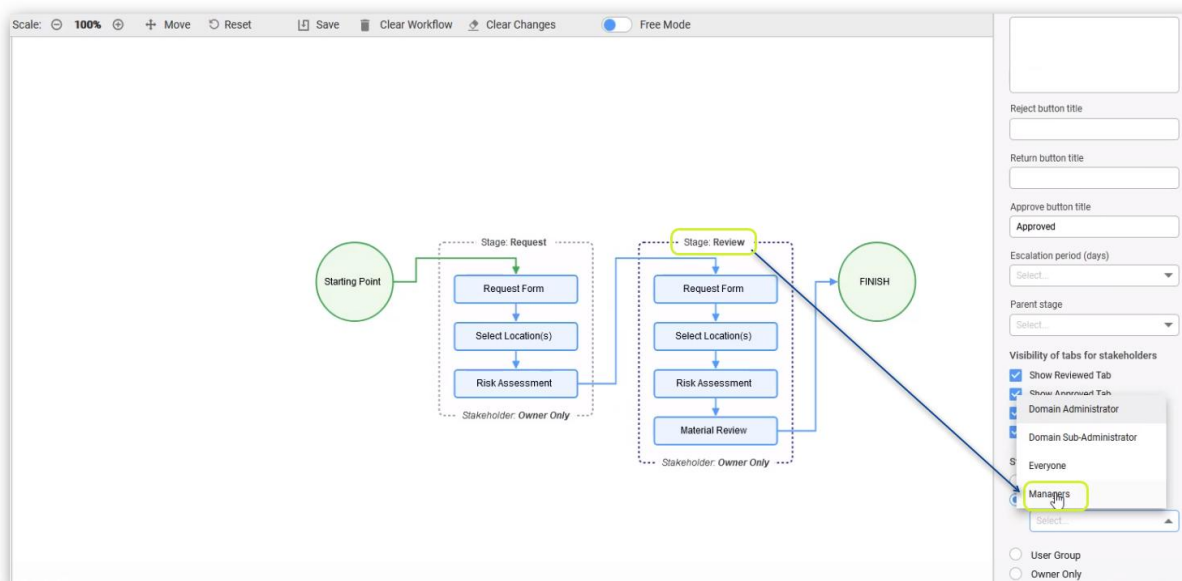 Scale: 100% Move Reset Save Clear Workflow Clear Changes Free Mode
Reject button title
Return button title
Approve button title
Approved
Escalation period (days)
Select...
Parent stage
Select...
Visibility of tabs for stakeholders
Show Reviewed Tab
Show Approved Tab
Domain Administrator
Domain Sub-Administrator
Everyone
Managers
Select...
User Group
Owner Only
Starting Point
Stage: Request
Request Form
Select Location(s)
Risk Assessment
Stakeholder: Owner Only
Stage: Review
Request Form
Select Location(s)
Risk Assessment
Material Review
Stakeholder: Owner Only
FINISH